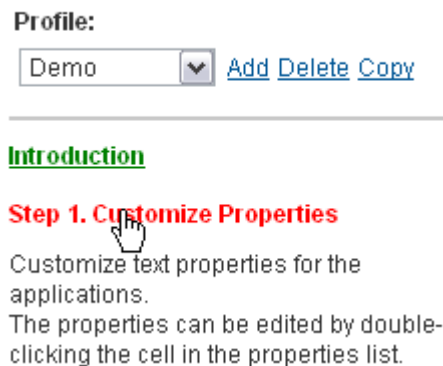 Profile:
Demo Add Delete Copy
Introduction
Step 1. Customize Properties
Customize text properties for the
applications.
The properties can be edited by double-
clicking the cell in the properties list.